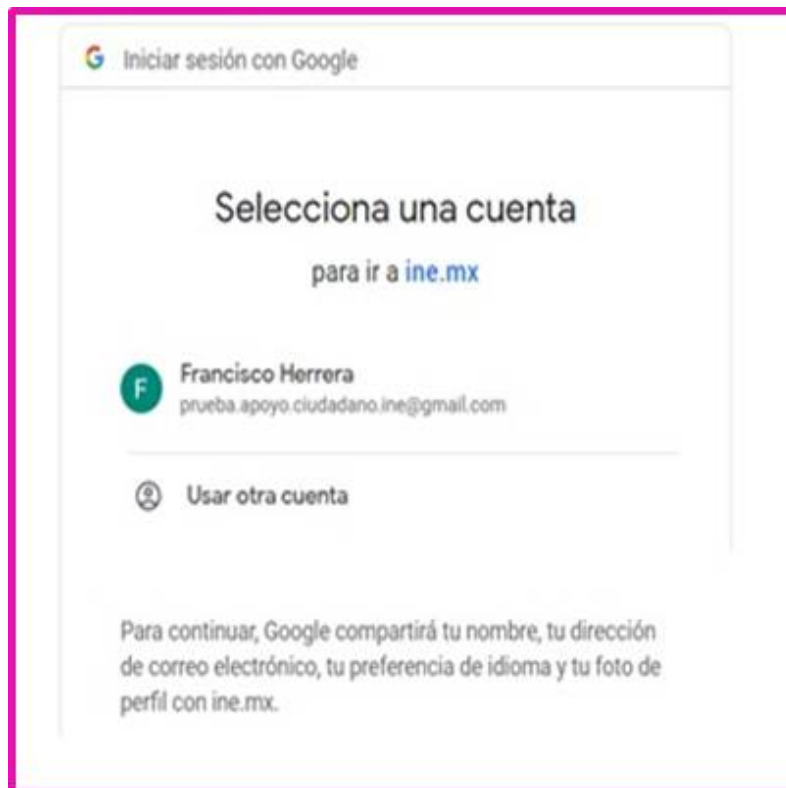 Iniciar sesión con Google
Selecciona una cuenta
para ir a ine.mx
F
Francisco Herrera
prueba.apoyo.ciudadano.ine@gmail.com
Usar otra cuenta
Para continuar, Google compartirá tu nombre, tu dirección
de correo electrónico, tu preferencia de idioma y tu foto de
perfil con ine.mx.